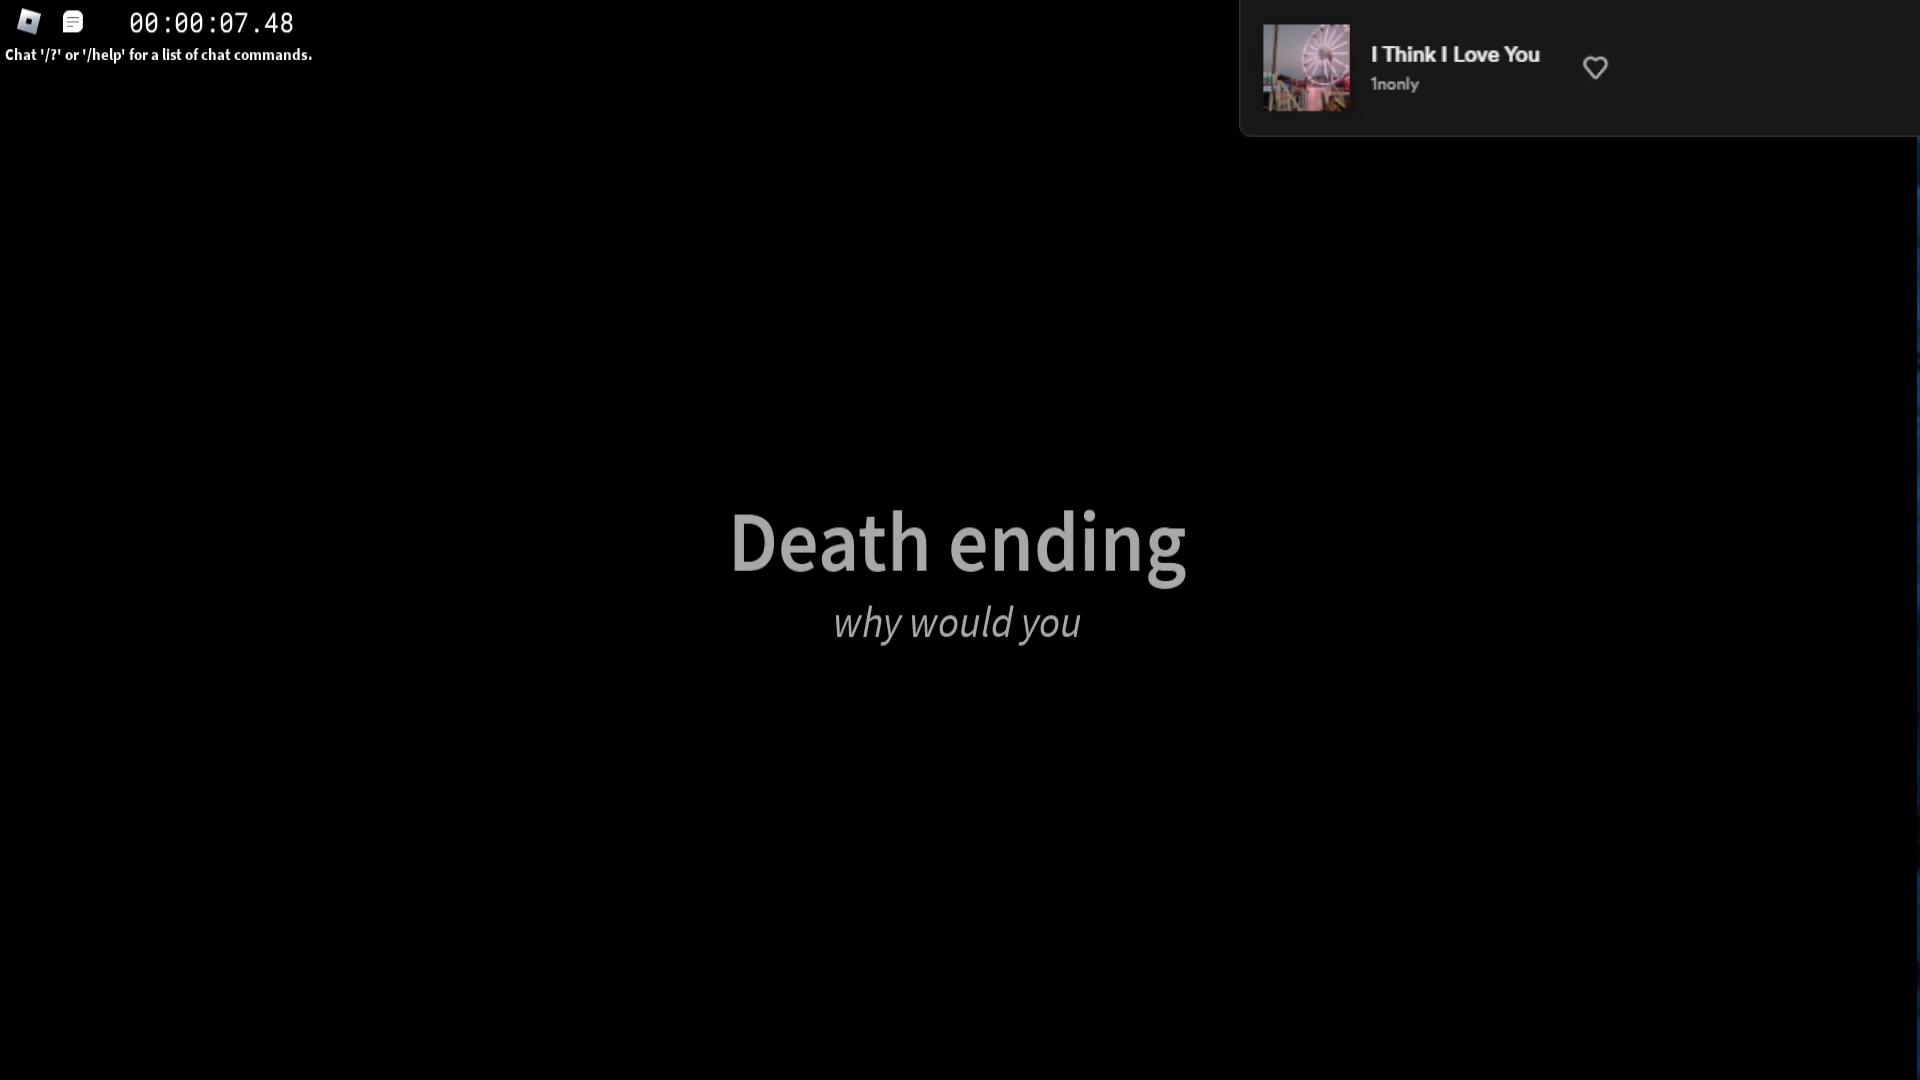 00:00:07.48
Chat '/?' or '/help' for a list of chat commands.
I Think I Love You
1nonly
Death ending
why would you